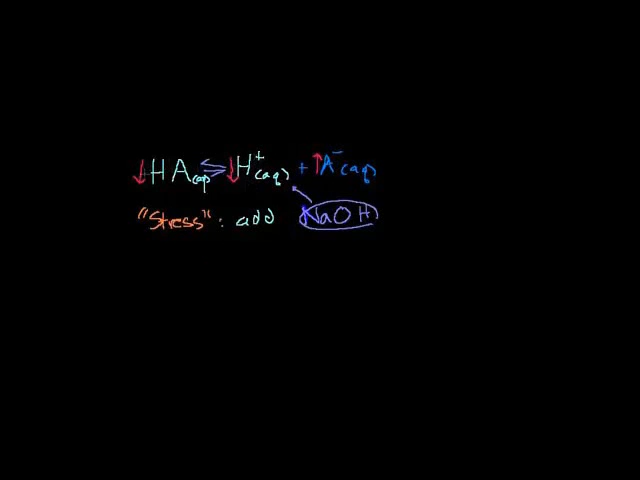 ↓HA(aq) ⇌ ↓H⁺(aq) + ↑A⁻(aq)
"Stress": add NaOH